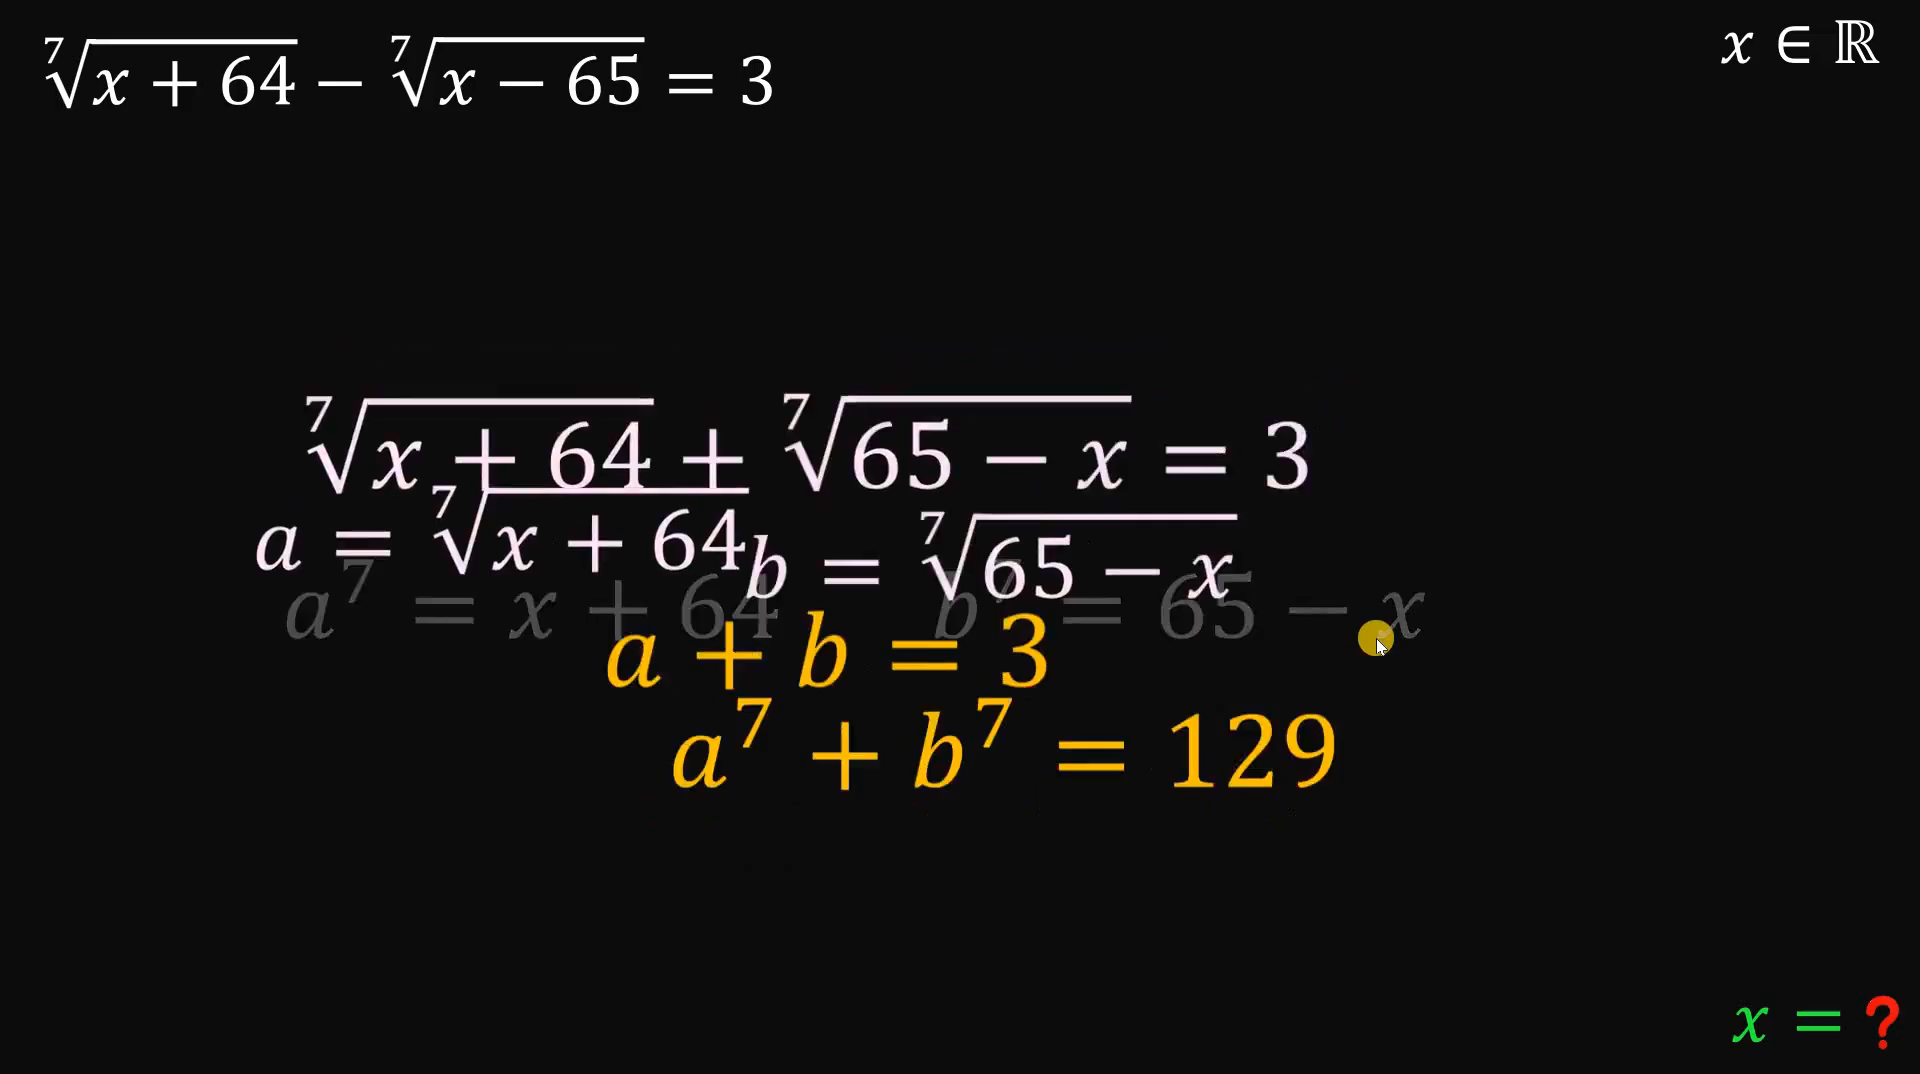 ⁷√(x + 64) − ⁷√(x − 65) = 3
x ∈ ℝ
⁷√(x + 64) + ⁷√(65 − x) = 3
a = ⁷√(x + 64) b = ⁷√(65 − x)
a⁷ = x + 64 b⁷ = 65 − x
a + b = 3
a⁷ + b⁷ = 129
x = ?